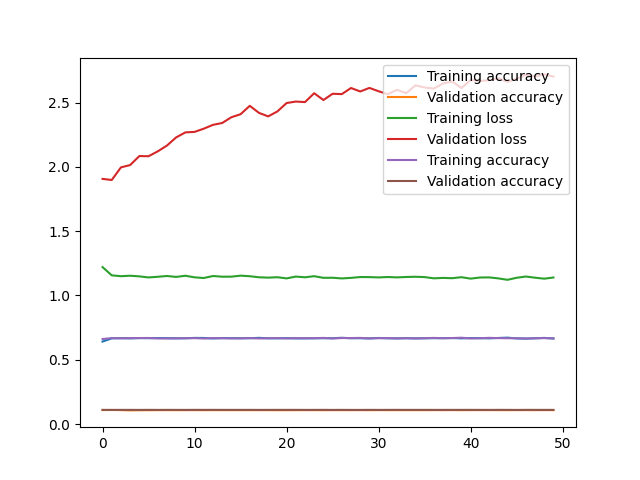 Training accuracy
Validation accuracy
Training loss
Validation loss
Training accuracy
Validation accuracy
2.5
2.0
1.5
1.0
0.5
0.0
0 10 20 30 40 50